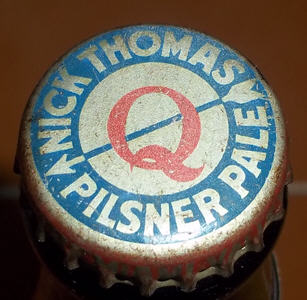 NICK THOMAS
Q
PILSNER PALE